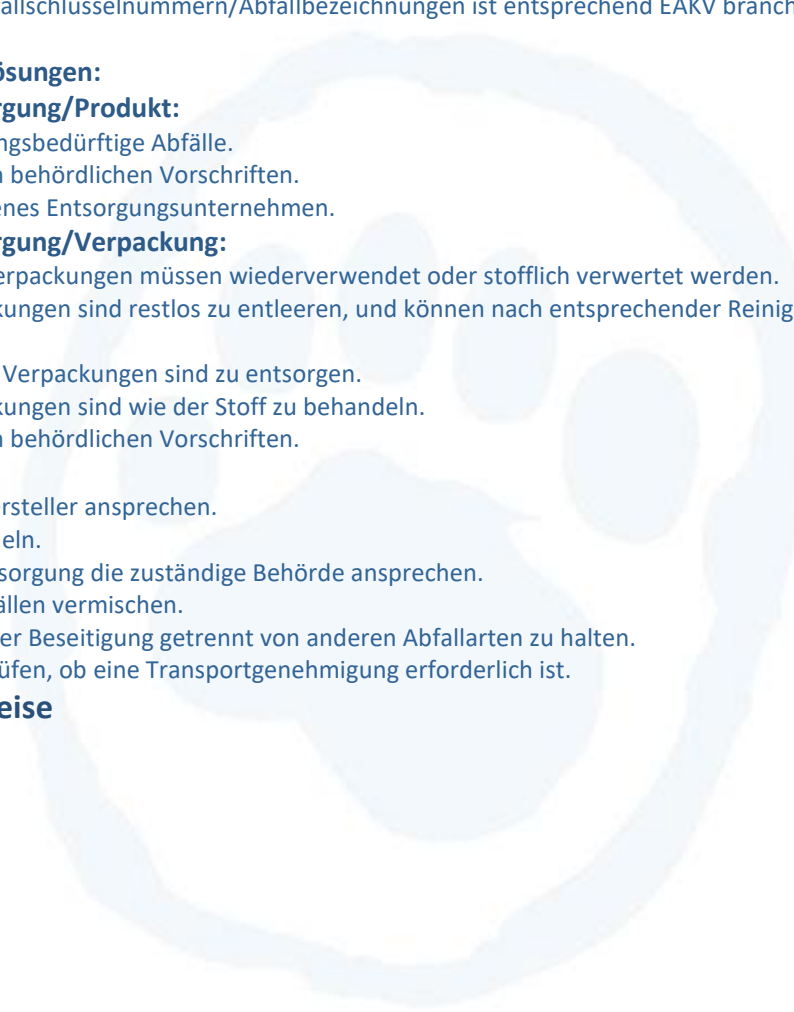 allschlüsselnummern/Abfallbezeichnungen ist entsprechend EAKV branch
ösungen:
rgung/Produkt:
ngsbedürftige Abfälle.
n behördlichen Vorschriften.
enes Entsorgungsunternehmen.
rgung/Verpackung:
erpackungen müssen wiederverwendet oder stofflich verwertet werden.
kungen sind restlos zu entleeren, und können nach entsprechender Reinig
Verpackungen sind zu entsorgen.
kungen sind wie der Stoff zu behandeln.
n behördlichen Vorschriften.
rsteller ansprechen.
eln.
sorgung die zuständige Behörde ansprechen.
ällen vermischen.
er Beseitigung getrennt von anderen Abfallarten zu halten.
üfen, ob eine Transportgenehmigung erforderlich ist.
eise